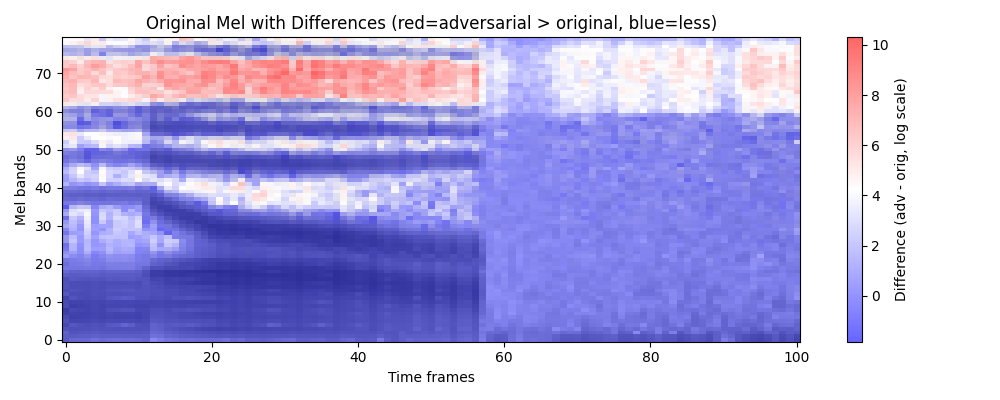 Original Mel with Differences (red=adversarial > original, blue=less)
70
60
50
40
30
20
10
0
Mel bands
0 20 40 60 80 100
Time frames
10
8
6
4
2
0
Difference (adv - orig, log scale)